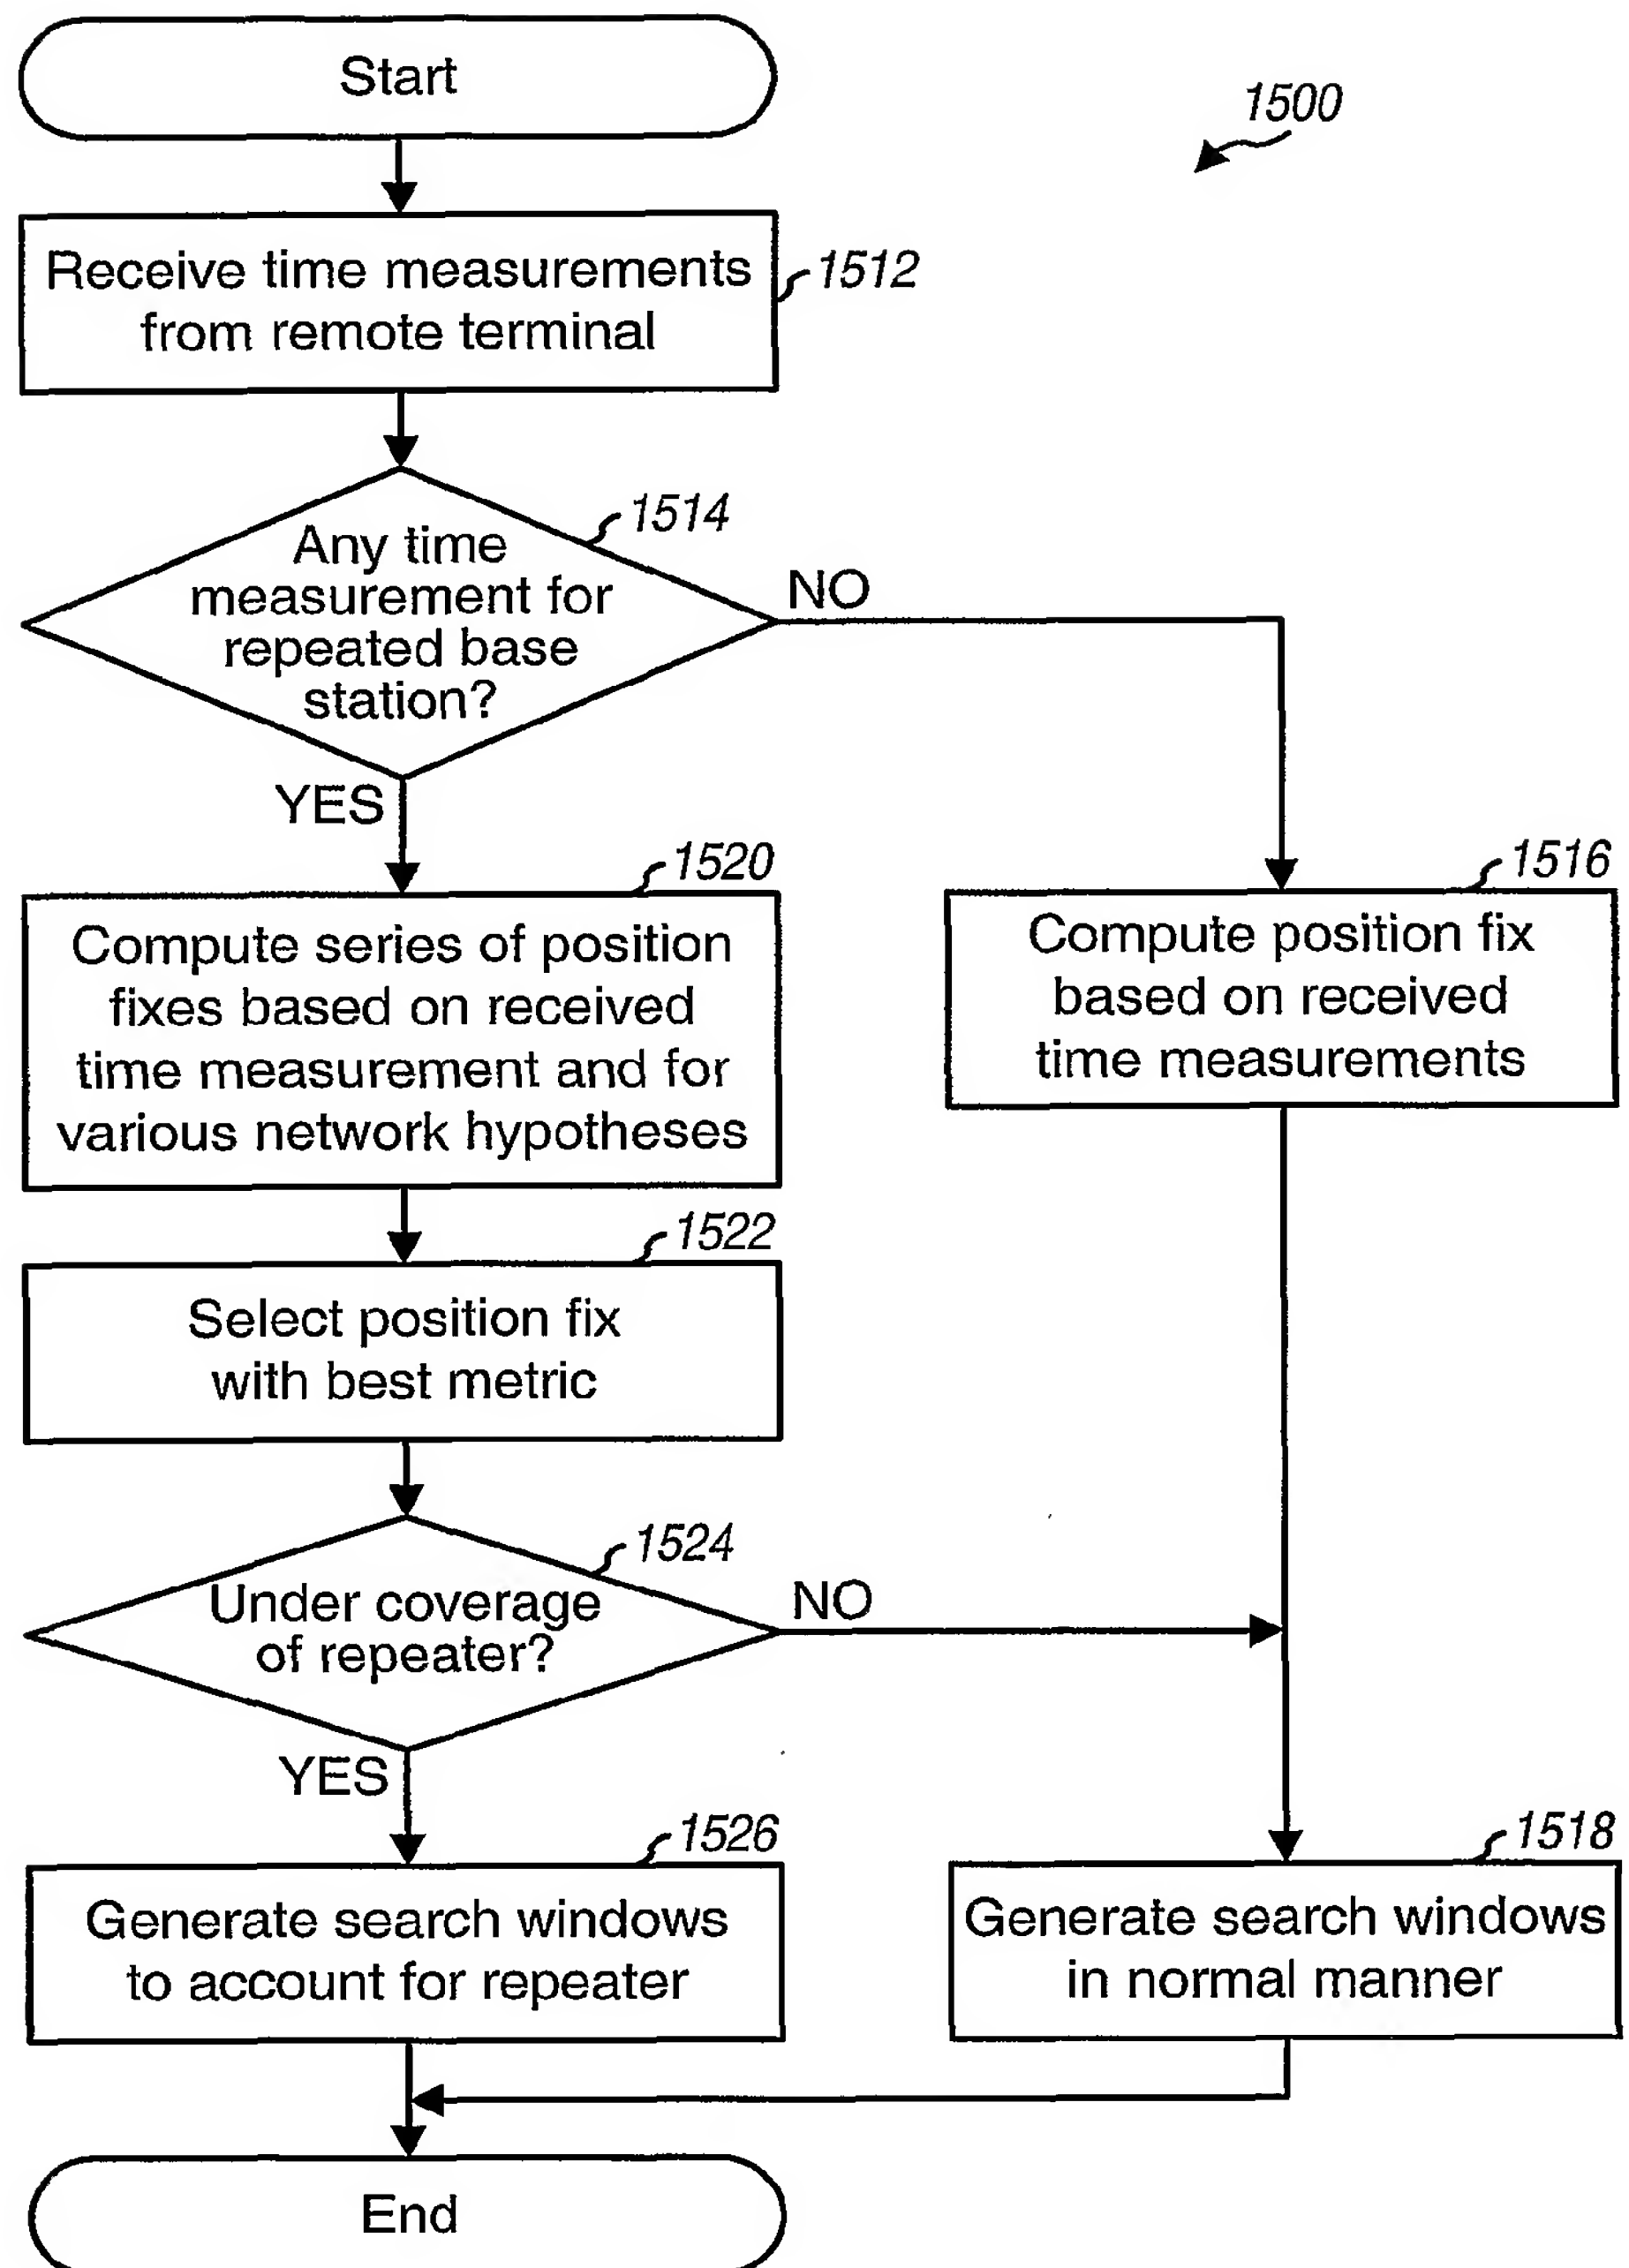 Start
1500
Receive time measurements
from remote terminal
1512
Any time
measurement for
repeated base
station?
1514
NO
YES
1520
Compute series of position
fixes based on received
time measurement and for
various network hypotheses
1516
Compute position fix
based on received
time measurements
1522
Select position fix
with best metric
1524
Under coverage
of repeater?
NO
YES
1526
Generate search windows
to account for repeater
1518
Generate search windows
in normal manner
End